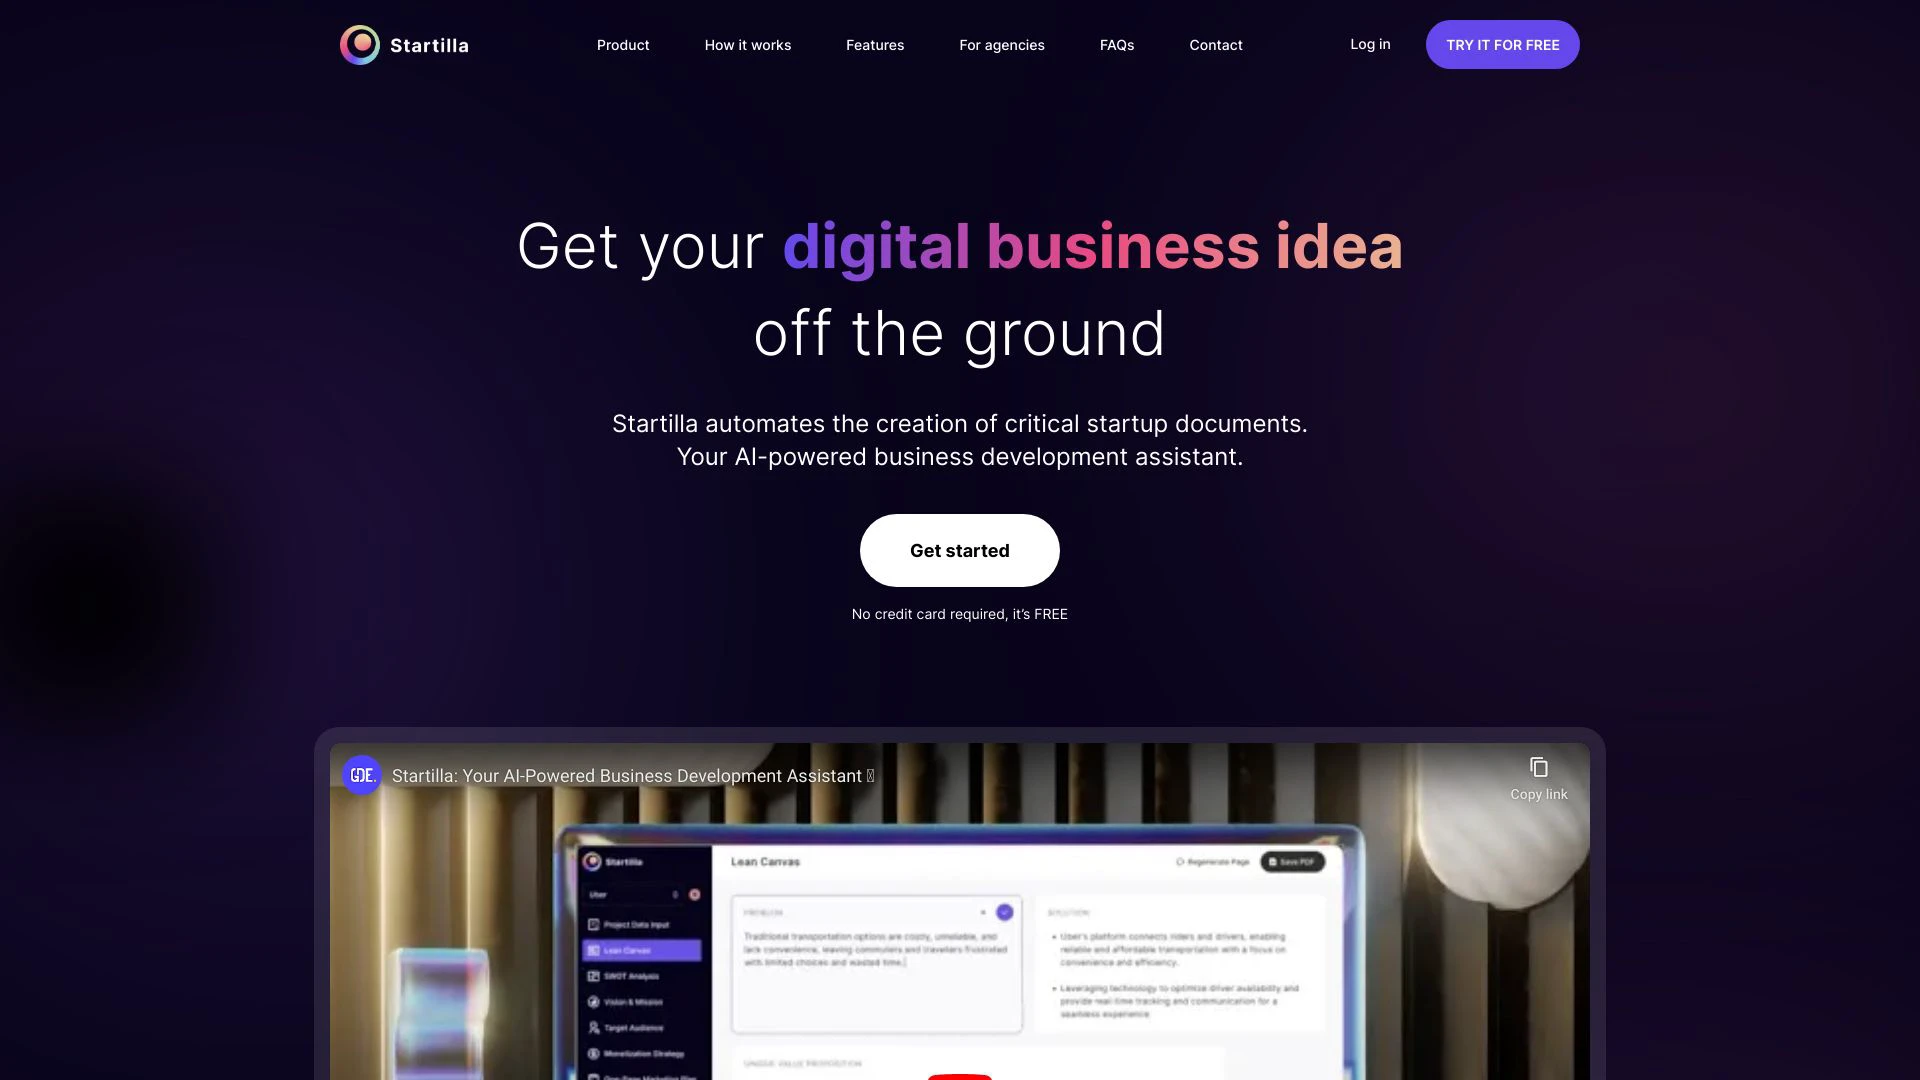 Startilla
Product
How it works
Features
For agencies
FAQs
Contact
Log in
TRY IT FOR FREE
Get your digital business idea
off the ground
Startilla automates the creation of critical startup documents.
Your AI-powered business development assistant.
Get started
No credit card required, it's FREE
GDE.
Startilla: Your AI-Powered Business Development Assistant
Copy link
Startilla
Lean Canvas
Regenerate Page
Save PDF
User
Project Data Input
PROBLEM
SOLUTION
Traditional transportation options are costly, unreliable, and
lack convenience, leaving commuters and travelers frustrated
with limited choices and wasted time.
• User's platform connects riders and drivers, enabling
reliable and affordable transportation with a focus on
convenience and efficiency.
• Leveraging technology to optimize driver availability and
provide real-time tracking and communication for a
seamless experience
Lean Canvas
SWOT Analysis
Vision & Mission
Target Audience
Monetization Strategy
One-Page Marketing Plan
UNIQUE VALUE PROPOSITION